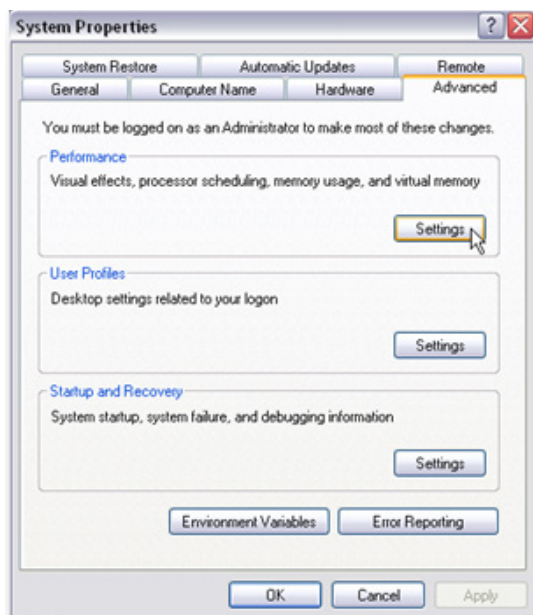 System Properties
System Restore Automatic Updates Remote
General Computer Name Hardware Advanced
You must be logged on as an Administrator to make most of these changes.
Performance
Visual effects, processor scheduling, memory usage, and virtual memory
Settings
User Profiles
Desktop settings related to your logon
Settings
Startup and Recovery
System startup, system failure, and debugging information
Settings
Environment Variables Error Reporting
OK Cancel Apply